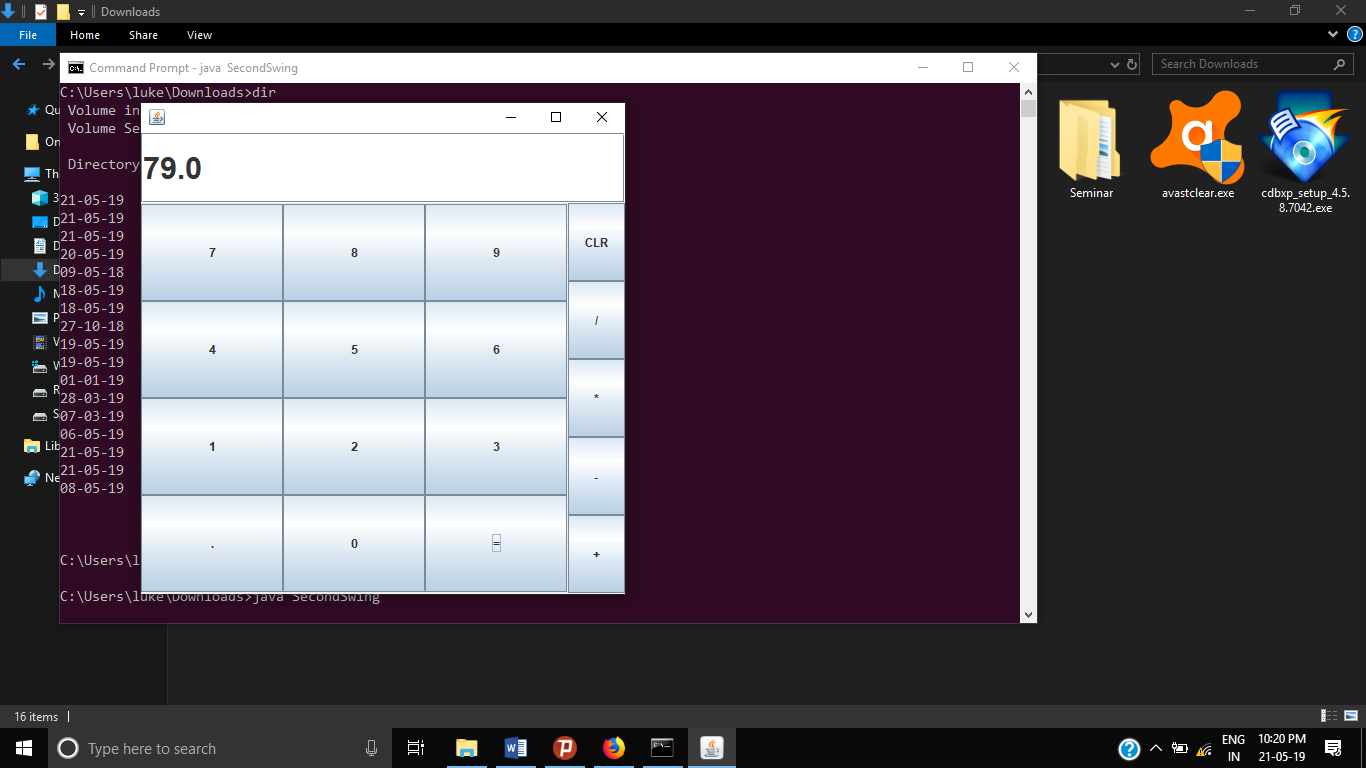 Downloads
File Home Share View
Search Downloads
Command Prompt - java SecondSwing
C:\Users\luke\Downloads>dir
Volume in
Volume Se
Directory
21-05-19
21-05-19
21-05-19
20-05-19
09-05-18
18-05-19
18-05-19
27-10-18
19-05-19
19-05-19
01-01-19
28-03-19
07-03-19
06-05-19
21-05-19
21-05-19
08-05-19
C:\Users\l
C:\Users\luke\Downloads>java SecondSwing
79.0
7 8 9 CLR
/
4 5 6
*
1 2 3
-
. 0 =
+
Qu
On
Th
3
D
D
D
M
P
V
W
R
S
Lib
Ne
Seminar
avastclear.exe
cdbxp_setup_4.5.
8.7042.exe
16 items
Type here to search
ENG
IN
10:20 PM
21-05-19